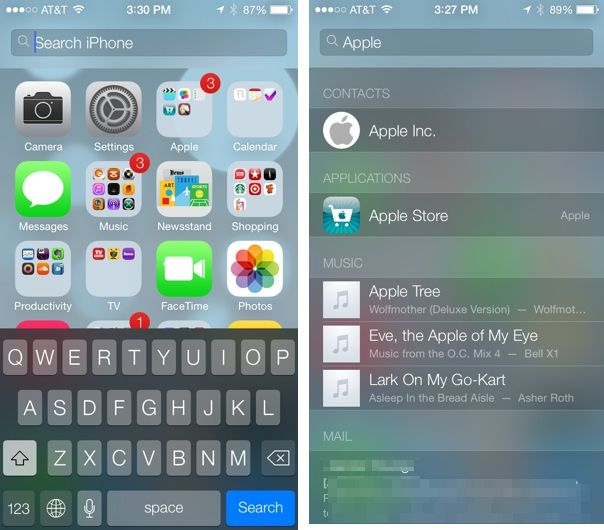 AT&T 3:30 PM 87%
Search iPhone
3
Camera Settings Apple Calendar
3
News
ART
SPORTS
Messages Music Newsstand Shopping
Productivity TV FaceTime Photos
1
Q W E R T Y U I O P
A S D F G H J K L
Z X C V B N M
123 space Search
AT&T 3:27 PM 89%
Apple
CONTACTS
Apple Inc.
APPLICATIONS
Apple Store Apple
MUSIC
Apple Tree
Wolfmother (Deluxe Version) — Wolfmot...
Eve, the Apple of My Eye
Music from the O.C. Mix 4 — Bell X1
Lark On My Go-Kart
Asleep In the Bread Aisle — Asher Roth
MAIL